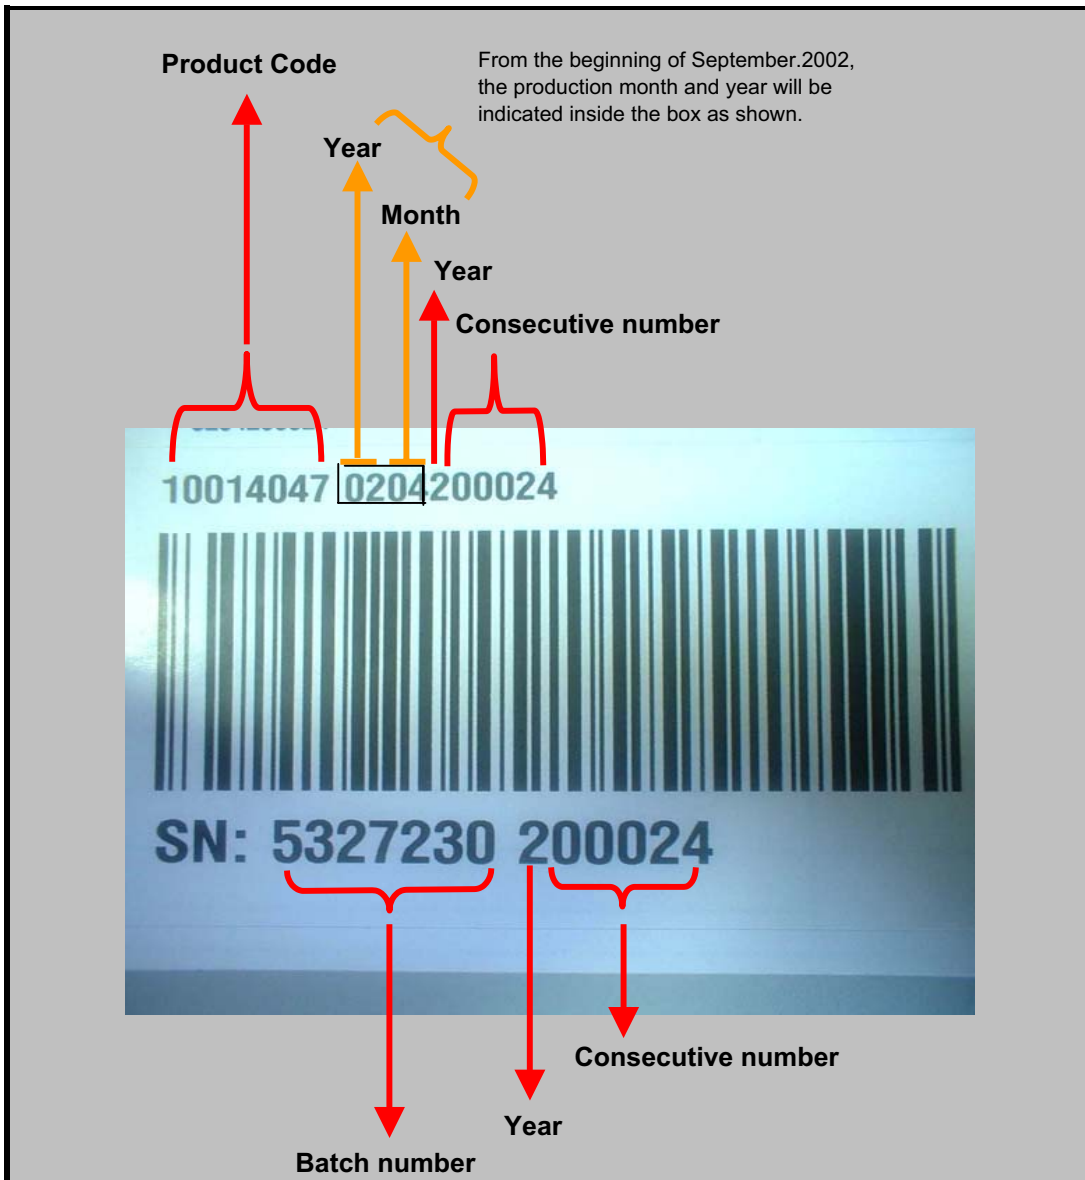 Product Code
From the beginning of September.2002,
the production month and year will be
indicated inside the box as shown.
Year
Month
Year
Consecutive number
10014047 0204200024
SN: 5327230 200024
Consecutive number
Year
Batch number